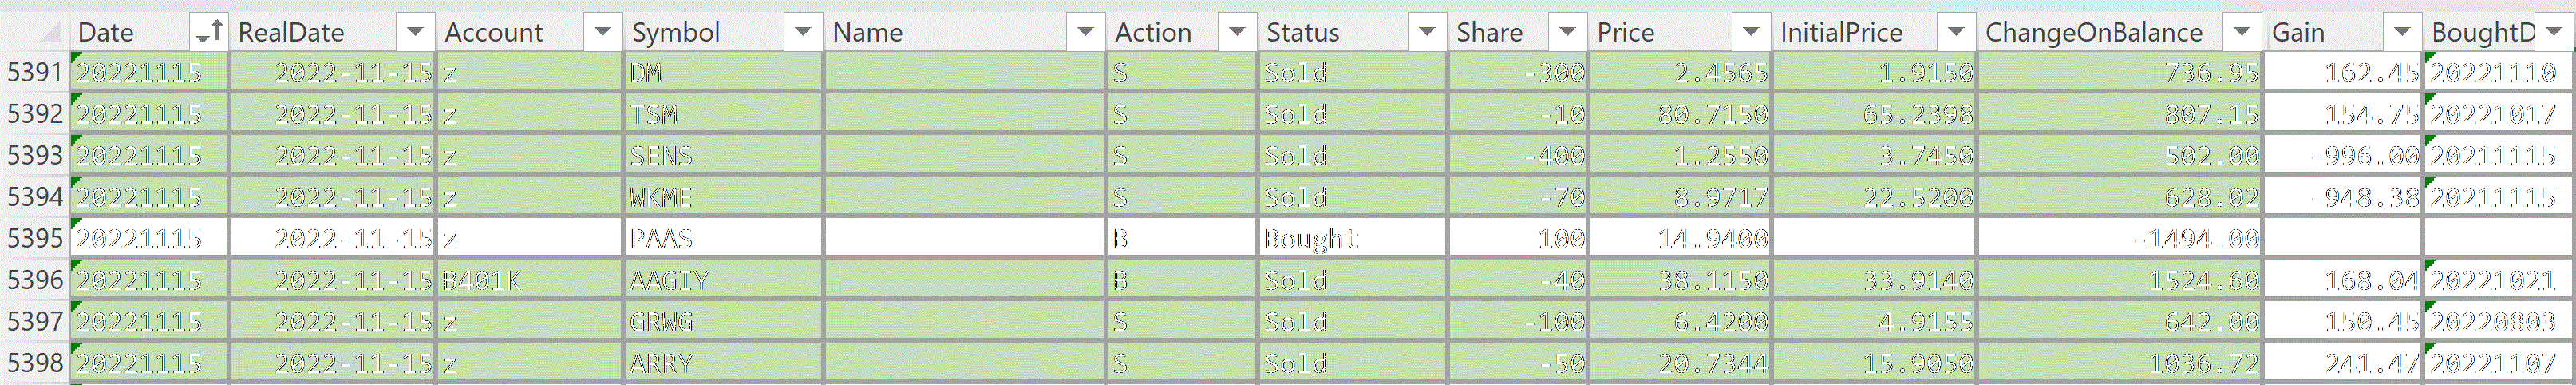 Date RealDate Account Symbol Name Action Status Share Price InitialPrice ChangeOnBalance Gain BoughtD
5391 20221115 2022-11-15 z DM S Sold -300 2.4565 1.9150 736.95 162.45 20221110
5392 20221115 2022-11-15 z TSM S Sold -10 80.7150 65.2398 807.15 154.75 20221017
5393 20221115 2022-11-15 z SENS S Sold -400 1.2550 3.7450 502.00 -996.00 20211115
5394 20221115 2022-11-15 z WKME S Sold -70 8.9717 22.5200 628.02 -948.38 20211115
5395 20221115 2022-11-15 z PAAS B Bought 100 14.9400 -1494.00
5396 20221115 2022-11-15 B401K AAGIY B Sold -40 38.1150 33.9140 1524.60 168.04 20221021
5397 20221115 2022-11-15 z GRWG S Sold -100 6.4200 4.9155 642.00 150.45 20220803
5398 20221115 2022-11-15 z ARRY S Sold -50 20.7344 15.9050 1036.72 241.47 20221107